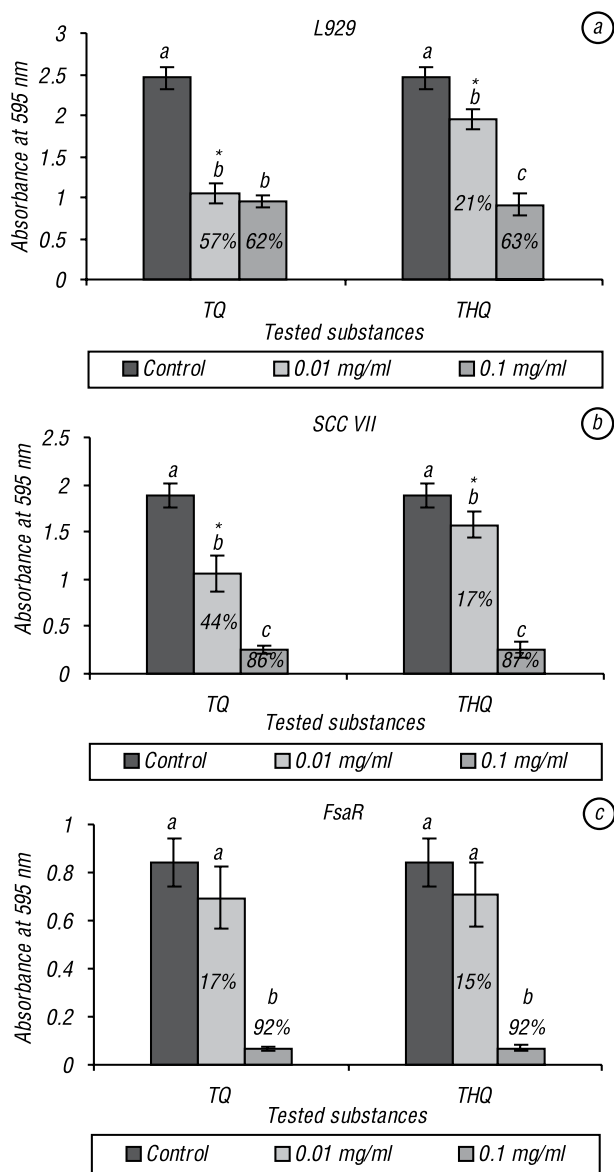 L929
a
Absorbance at 595 nm
3
2.5
2
1.5
1
0.5
0
a
*
b
b
57%
62%
a
*
b
c
21%
63%
TQ
THQ
Tested substances
Control 0.01 mg/ml 0.1 mg/ml
SCC VII
b
Absorbance at 595 nm
2.5
2
1.5
1
0.5
0
a
*
b
c
44%
86%
a
*
b
c
17%
87%
TQ
THQ
Tested substances
Control 0.01 mg/ml 0.1 mg/ml
FsaR
c
Absorbance at 595 nm
1
0.8
0.6
0.4
0.2
0
a
a
b
17%
92%
a
a
b
15%
92%
TQ
THQ
Tested substances
Control 0.01 mg/ml 0.1 mg/ml